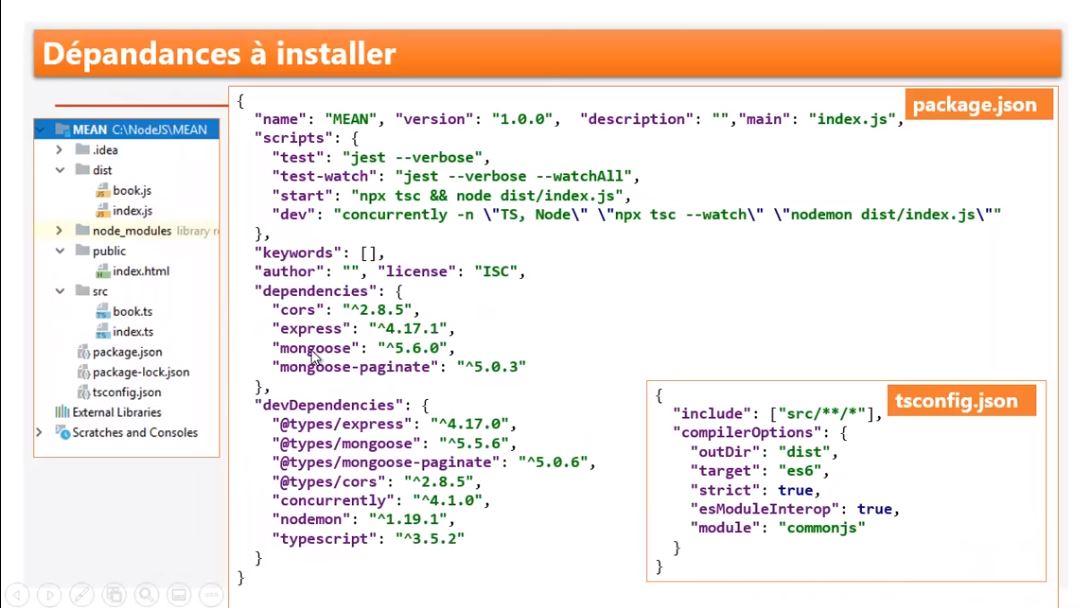 Dépandances à installer
MEAN C:\NodeJS\MEAN
.idea
dist
book.js
index.js
node_modules library r
public
index.html
src
book.ts
index.ts
package.json
package-lock.json
tsconfig.json
External Libraries
Scratches and Consoles
package.json
{
"name": "MEAN", "version": "1.0.0", "description": "","main": "index.js",
"scripts": {
"test": "jest --verbose",
"test-watch": "jest --verbose --watchAll",
"start": "npx tsc && node dist/index.js",
"dev": "concurrently -n \"TS, Node\" \"npx tsc --watch\" \"nodemon dist/index.js\""
},
"keywords": [],
"author": "", "license": "ISC",
"dependencies": {
"cors": "^2.8.5",
"express": "^4.17.1",
"mongoose": "^5.6.0",
"mongoose-paginate": "^5.0.3"
},
"devDependencies": {
"@types/express": "^4.17.0",
"@types/mongoose": "^5.5.6",
"@types/mongoose-paginate": "^5.0.6",
"@types/cors": "^2.8.5",
"concurrently": "^4.1.0",
"nodemon": "^1.19.1",
"typescript": "^3.5.2"
}
}
tsconfig.json
{
"include": ["src/**/*"],
"compilerOptions": {
"outDir": "dist",
"target": "es6",
"strict": true,
"esModuleInterop": true,
"module": "commonjs"
}
}